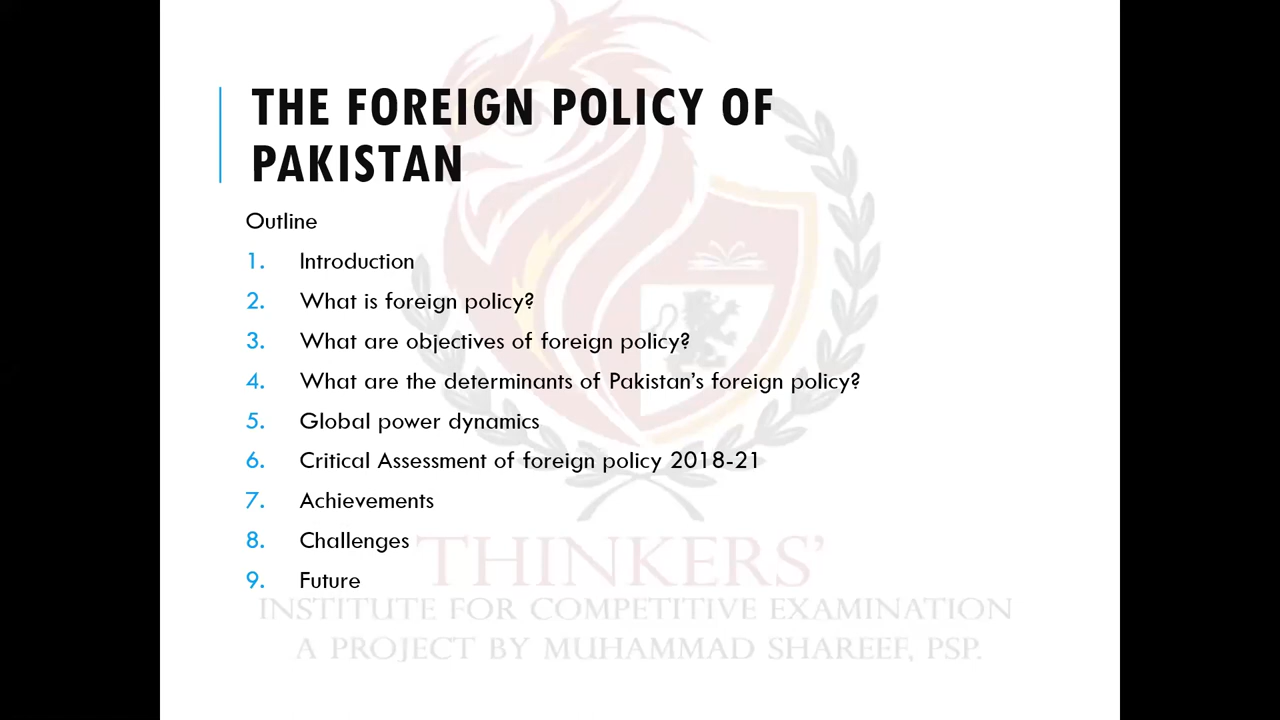 THE FOREIGN POLICY OF
PAKISTAN
Outline
1. Introduction
2. What is foreign policy?
3. What are objectives of foreign policy?
4. What are the determinants of Pakistan's foreign policy?
5. Global power dynamics
6. Critical Assessment of foreign policy 2018-21
7. Achievements
8. Challenges
9. Future
THINKERS'
INSTITUTE FOR COMPETITIVE EXAMINATION
A PROJECT BY MUHAMMAD SHAREEF, PSP.